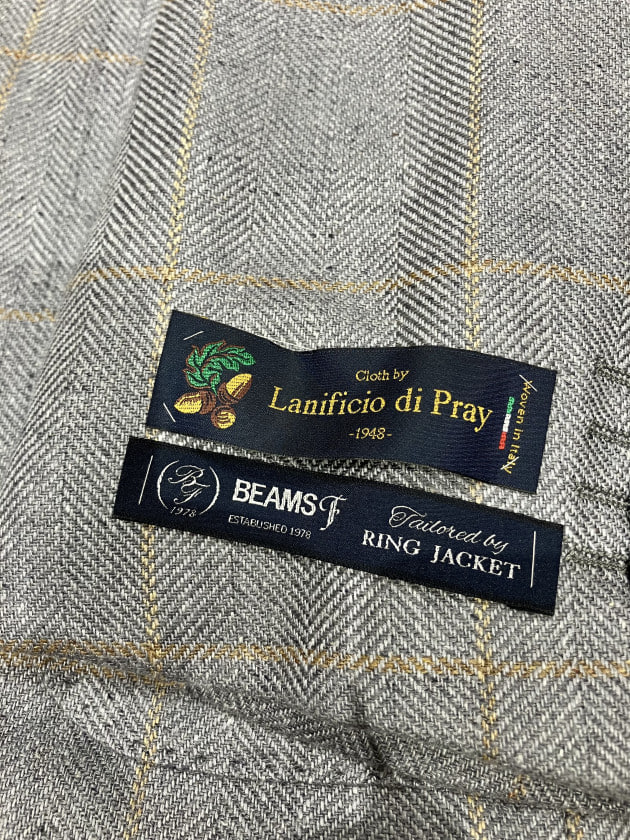 Cloth by
Lanificio di Pray
-1948-
Woven in Italy
BF
1978
BEAMS F
ESTABLISHED 1978
Tailored by
RING JACKET